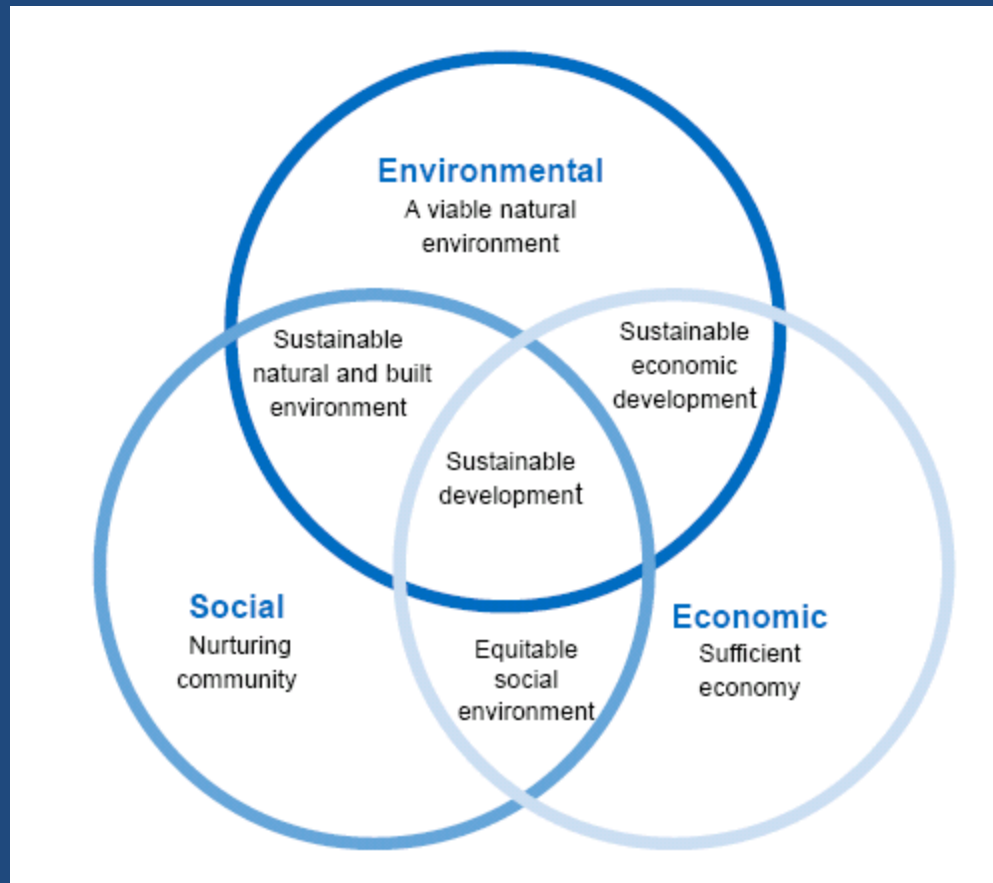 Environmental
A viable natural
environment
Sustainable
natural and built
environment
Sustainable
economic
development
Sustainable
development
Social
Nurturing
community
Economic
Sufficient
economy
Equitable
social
environment